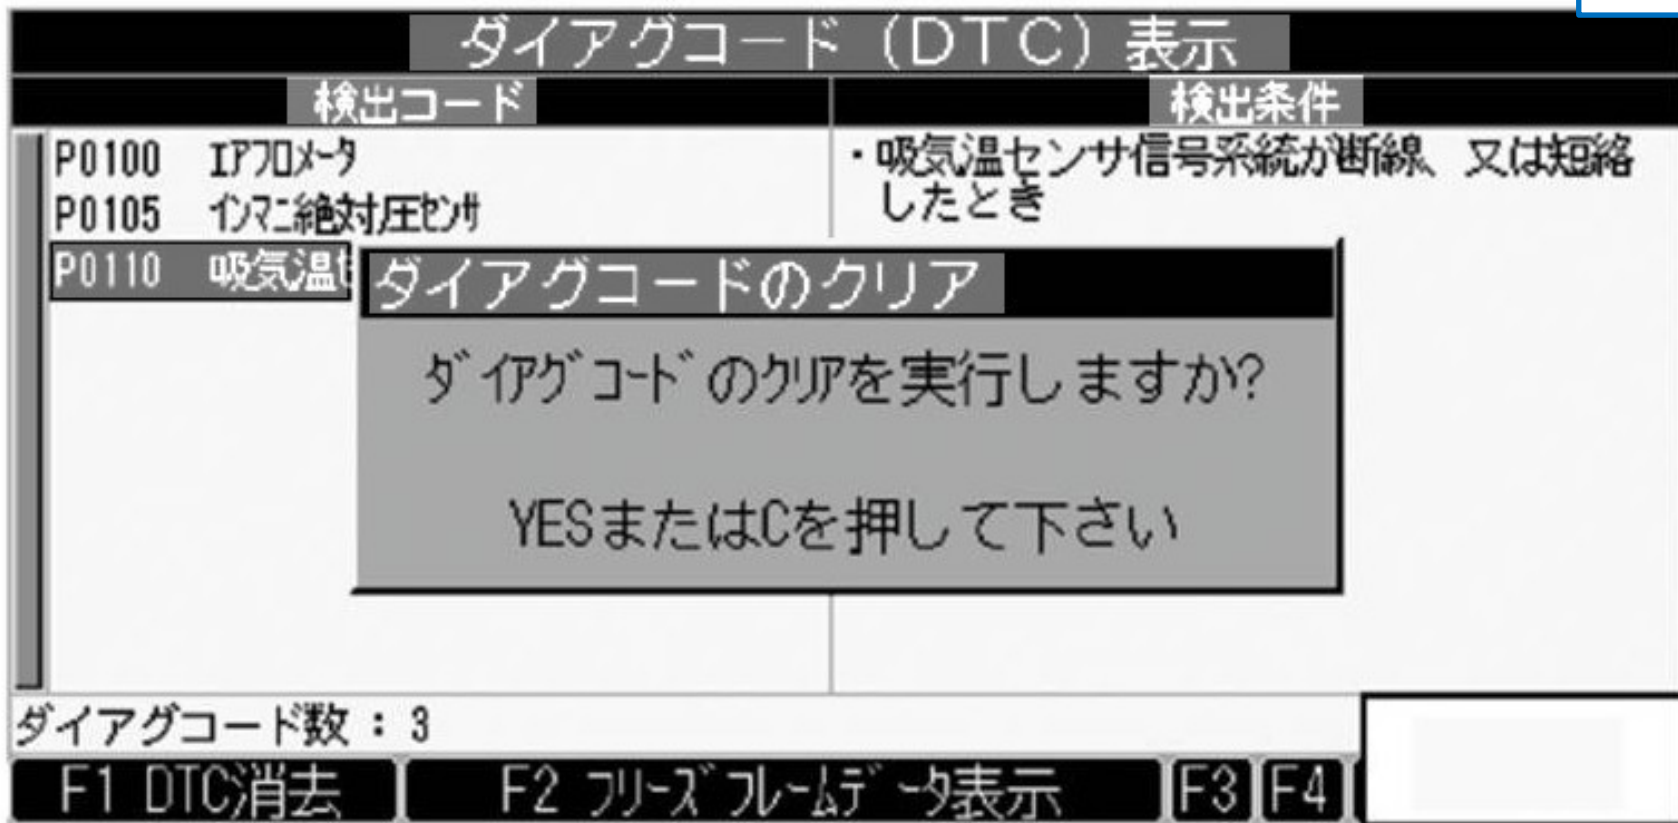 ダイアグコード（DTC）表示
検出コード
検出条件
P0100 エアフロメータ
P0105 インマニ絶対圧センサ
P0110 吸気温
・吸気温センサ信号系統が断線、又は短絡
したとき
ダイアグコードのクリア
ダイアグコードのクリアを実行しますか?
YESまたはCを押して下さい
ダイアグコード数：3
F1 DTC消去 F2 フリーズフレームデータ表示 F3 F4